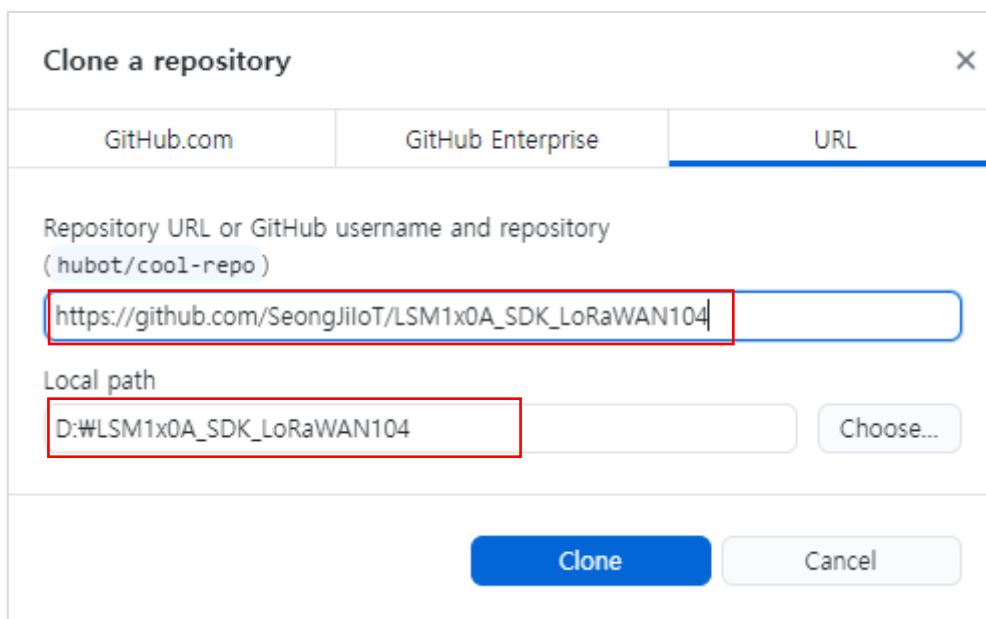 Clone a repository
×
GitHub.com GitHub Enterprise URL
Repository URL or GitHub username and repository
(hubot/cool-repo)
https://github.com/SeongJiIoT/LSM1x0A_SDK_LoRaWAN104
Local path
D:₩LSM1x0A_SDK_LoRaWAN104 Choose...
Clone Cancel